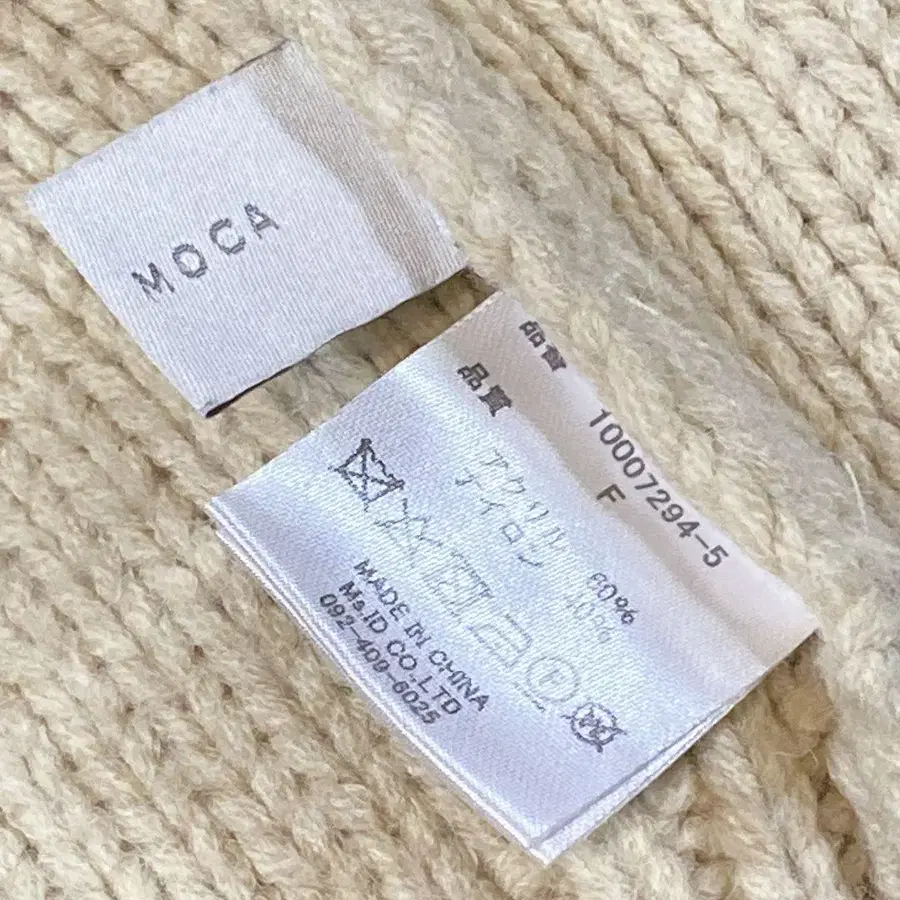 MOCA
品番
10007294-5
F
品質
アクリル 60%
ナイロン 40%
MADE IN CHINA
Ms.ID CO.,LTD
092-409-6025